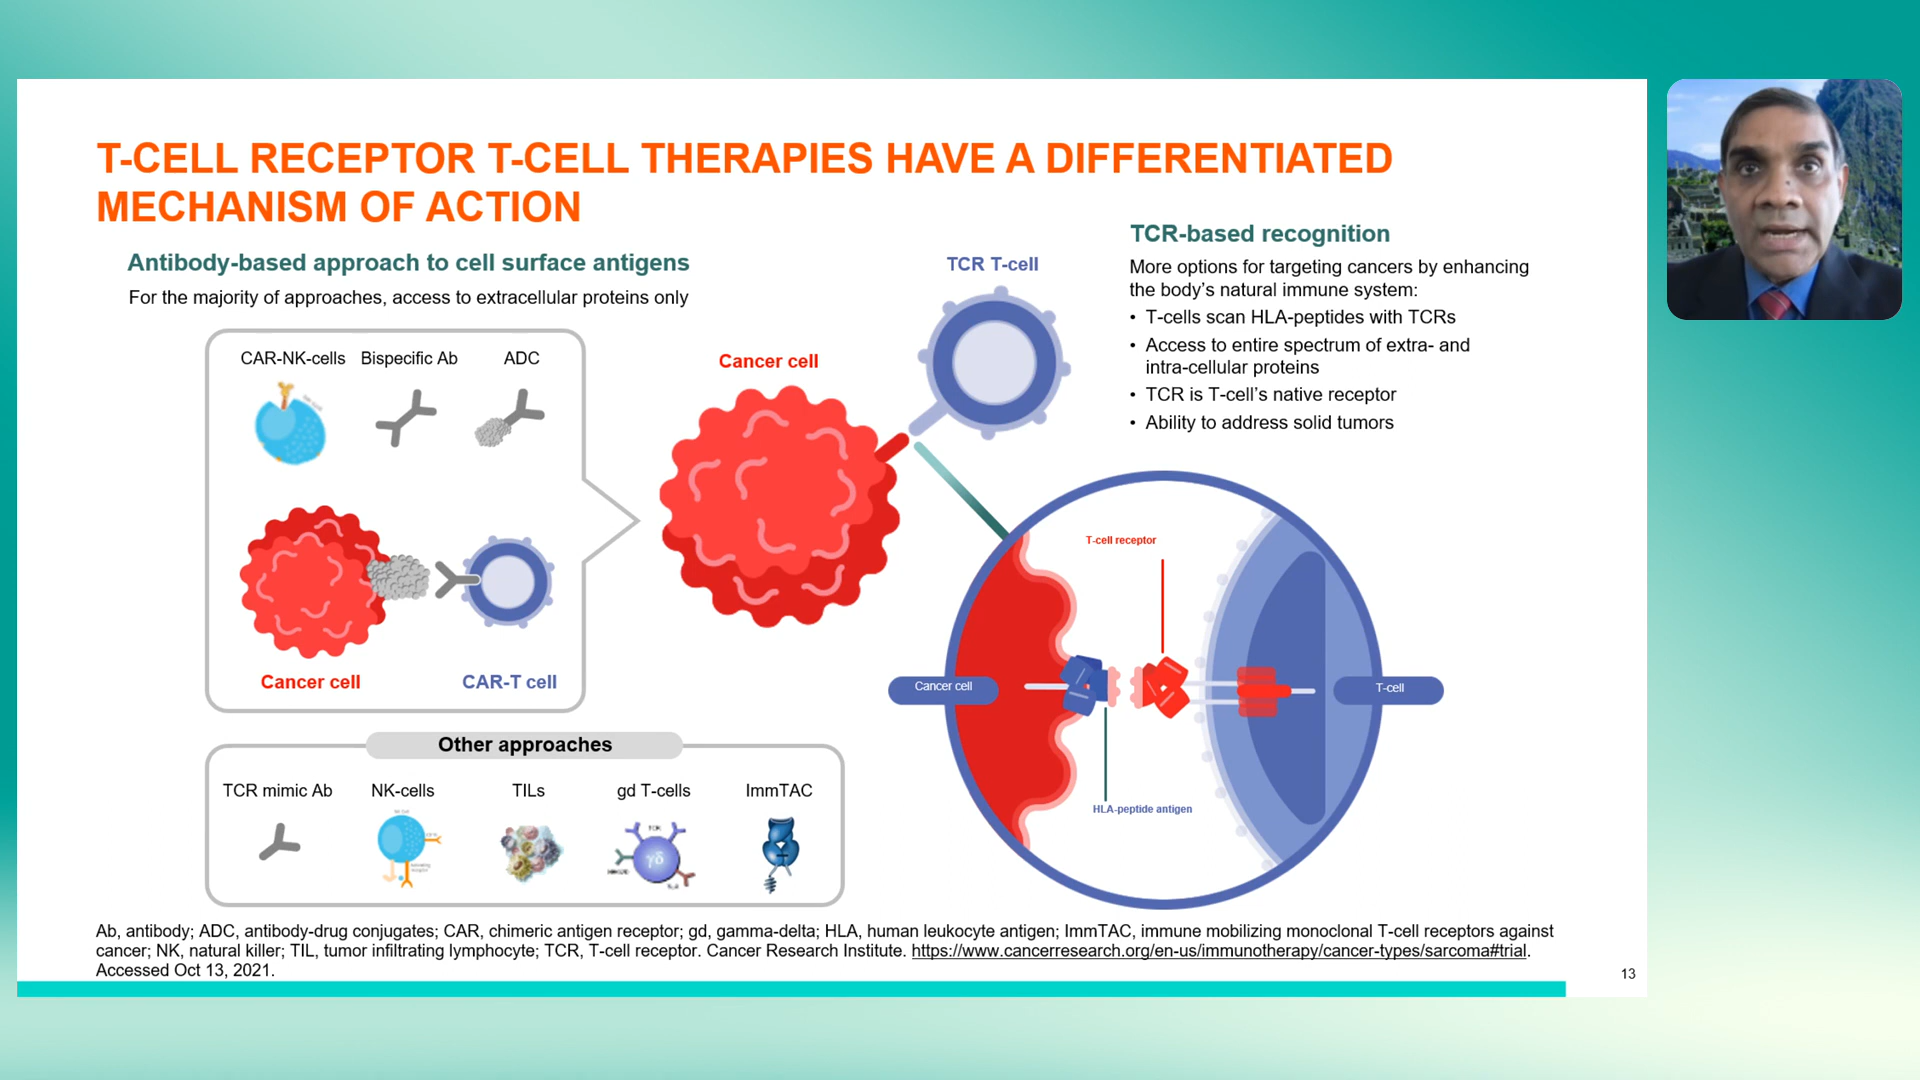 T-CELL RECEPTOR T-CELL THERAPIES HAVE A DIFFERENTIATED
MECHANISM OF ACTION
Antibody-based approach to cell surface antigens
For the majority of approaches, access to extracellular proteins only
CAR-NK-cells Bispecific Ab ADC
Cancer cell CAR-T cell
Cancer cell
TCR T-cell
TCR-based recognition
More options for targeting cancers by enhancing
the body's natural immune system:
• T-cells scan HLA-peptides with TCRs
• Access to entire spectrum of extra- and
intra-cellular proteins
• TCR is T-cell's native receptor
• Ability to address solid tumors
T-cell receptor
Cancer cell
T-cell
HLA-peptide antigen
Other approaches
TCR mimic Ab NK-cells TILs gd T-cells ImmTAC
TCR
γδ
Ab, antibody; ADC, antibody-drug conjugates; CAR, chimeric antigen receptor; gd, gamma-delta; HLA, human leukocyte antigen; ImmTAC, immune mobilizing monoclonal T-cell receptors against
cancer; NK, natural killer; TIL, tumor infiltrating lymphocyte; TCR, T-cell receptor. Cancer Research Institute. https://www.cancerresearch.org/en-us/immunotherapy/cancer-types/sarcoma#trial.
Accessed Oct 13, 2021.
13